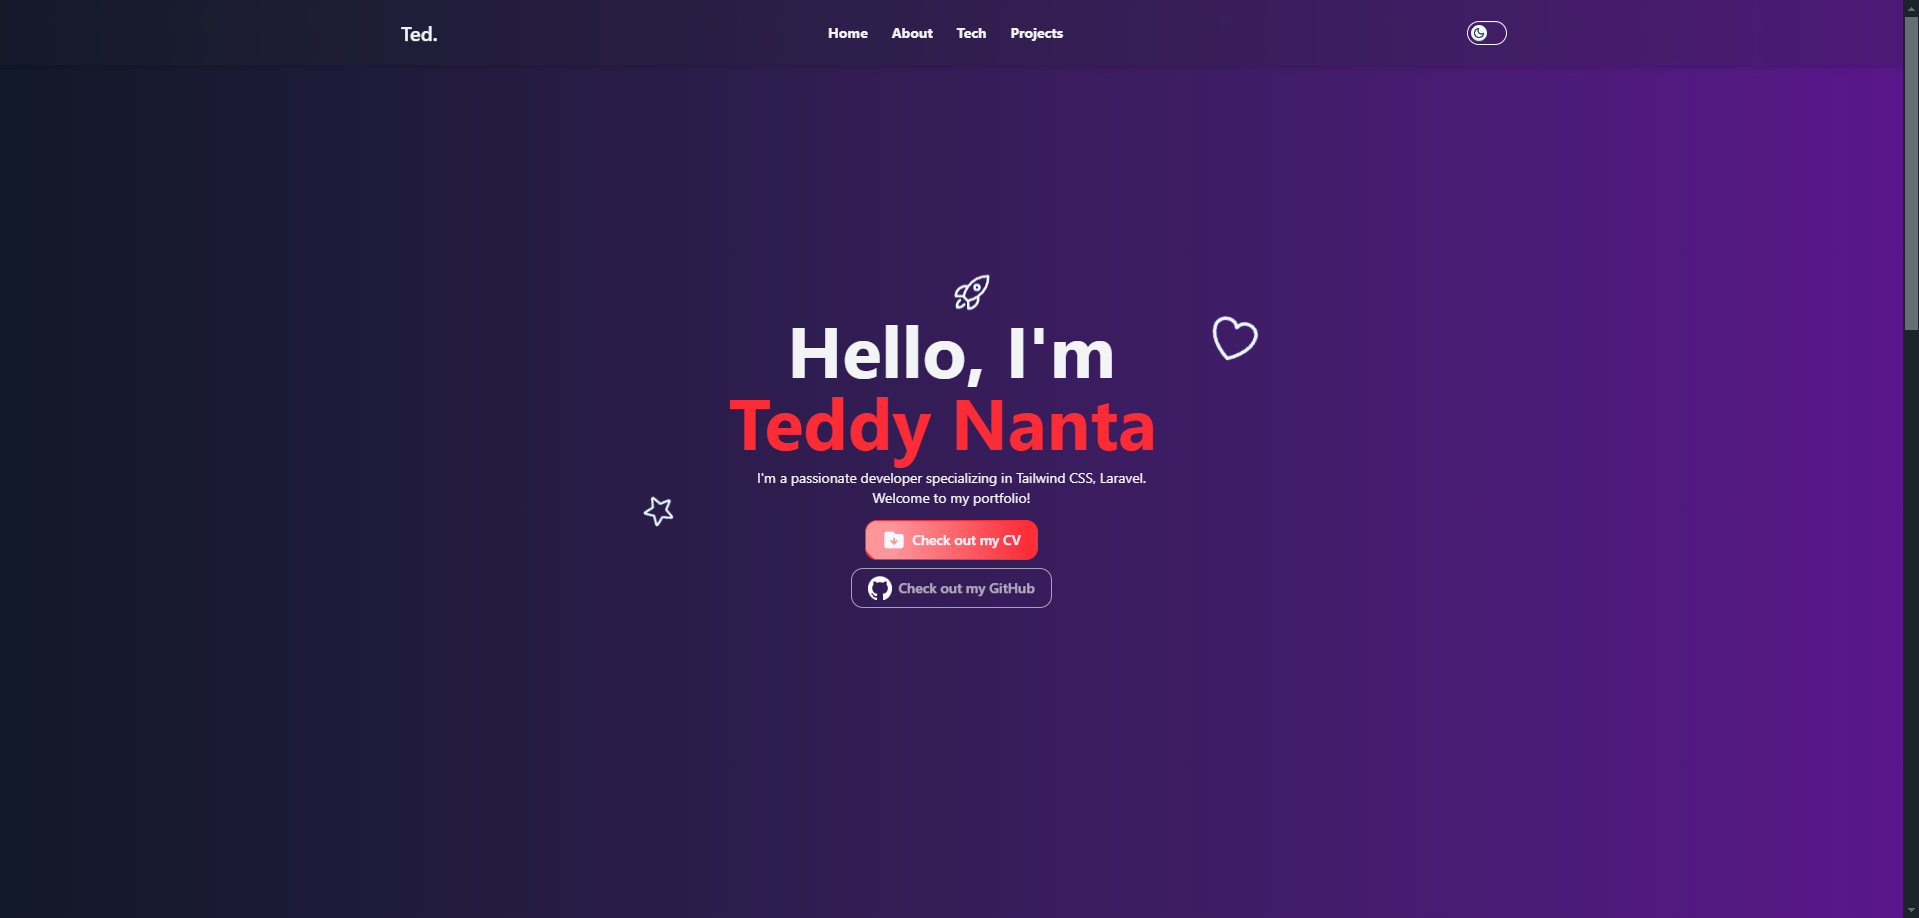 Ted.
Home About Tech Projects
Hello, I'm
Teddy Nanta
I'm a passionate developer specializing in Tailwind CSS, Laravel.
Welcome to my portfolio!
Check out my CV
Check out my GitHub